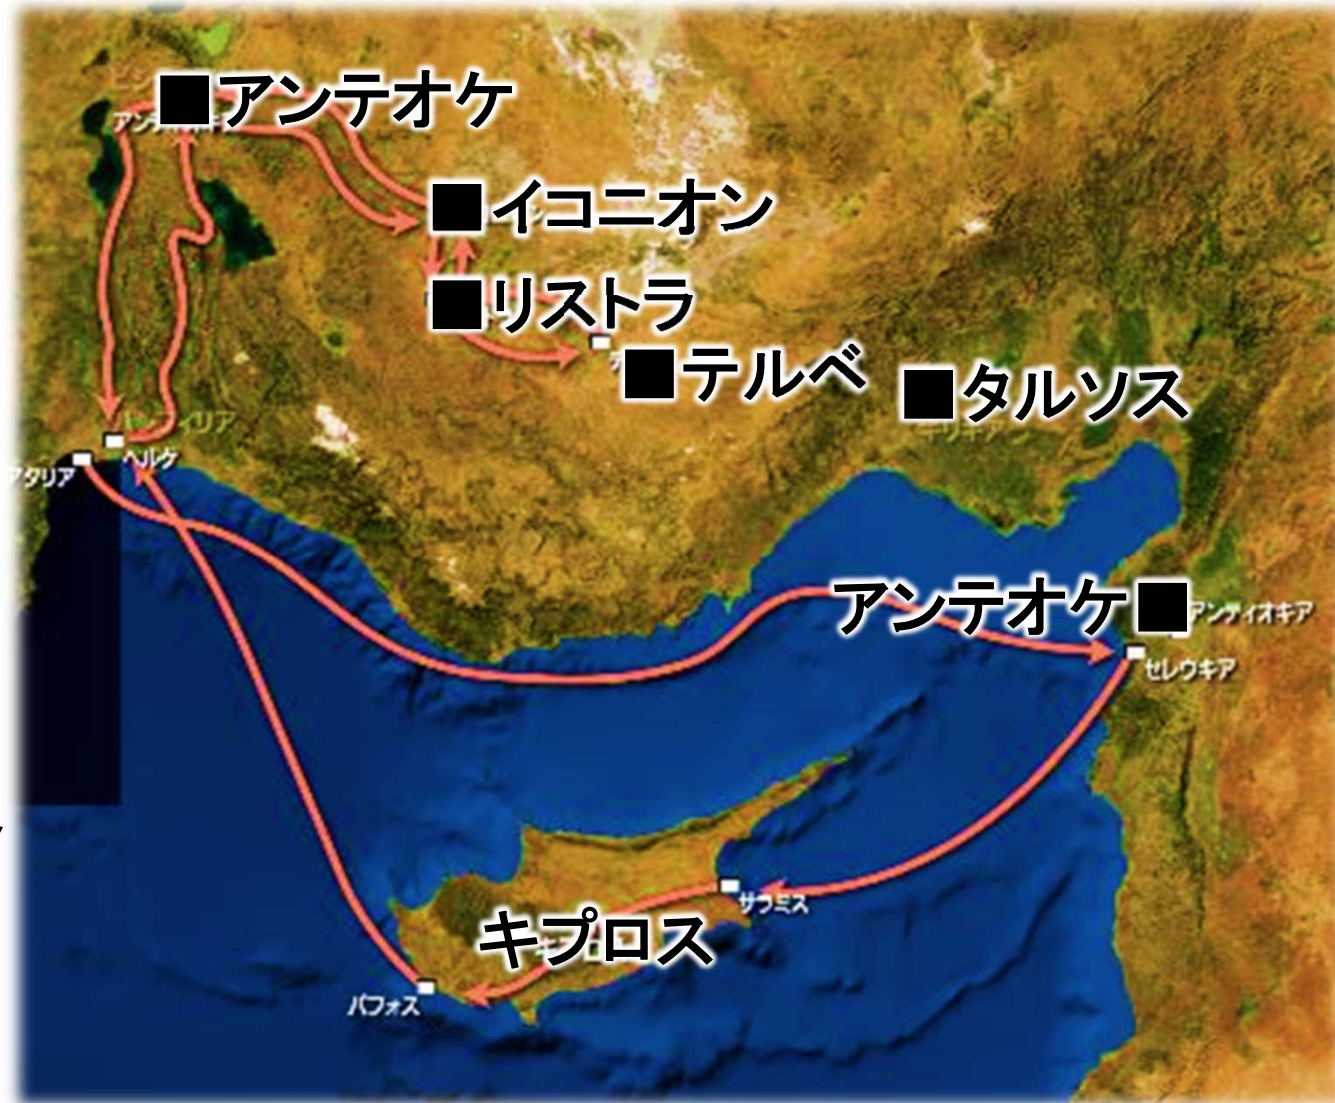 ■アンテオケ
■イコニオン
■リストラ
■テルベ
■タルソス
ペルゲ
アタリア
アンテオケ■
アンティオキア
セレウキア
サラミス
キプロス
パフォス